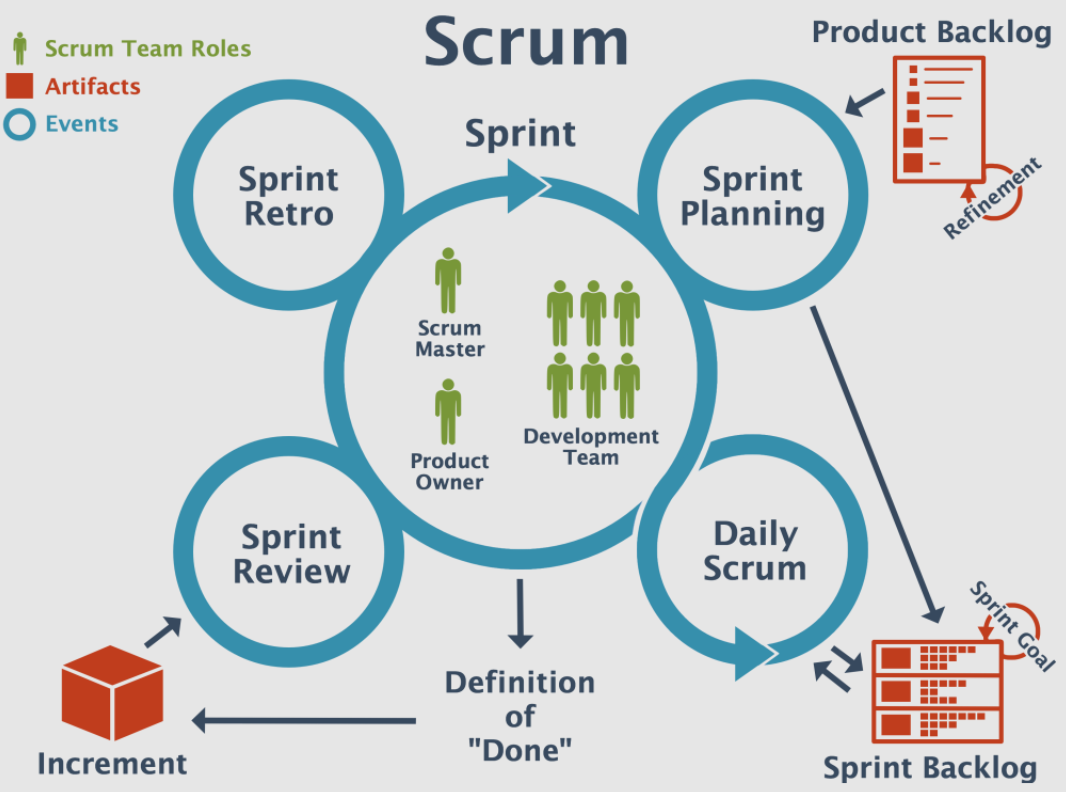 Scrum
Scrum Team Roles
Artifacts
Events
Product Backlog
Refinement
Sprint
Sprint
Retro
Sprint
Planning
Scrum
Master
Product
Owner
Development
Team
Sprint
Review
Daily
Scrum
Sprint Goal
Definition
of
"Done"
Increment
Sprint Backlog